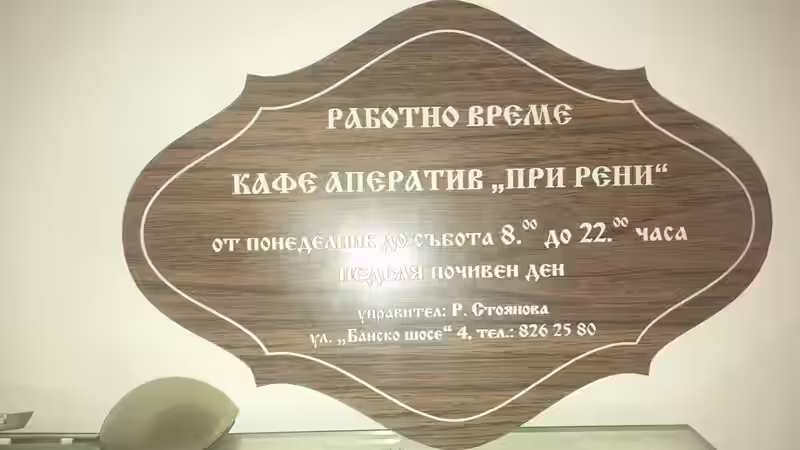 РАБОТНО ВРЕМЕ
КАФЕ АПЕРАТИВ „ПРИ РЕНИ“
ОТ ПОНЕДЕЛНИК ДО СЪБОТА 8.00 ДО 22.00 ЧАСА
НЕДЕЛЯ ПОЧИВЕН ДЕН
управител: Р. Стоянова
ул. „Банско шосе“ 4, тел.: 826 25 80